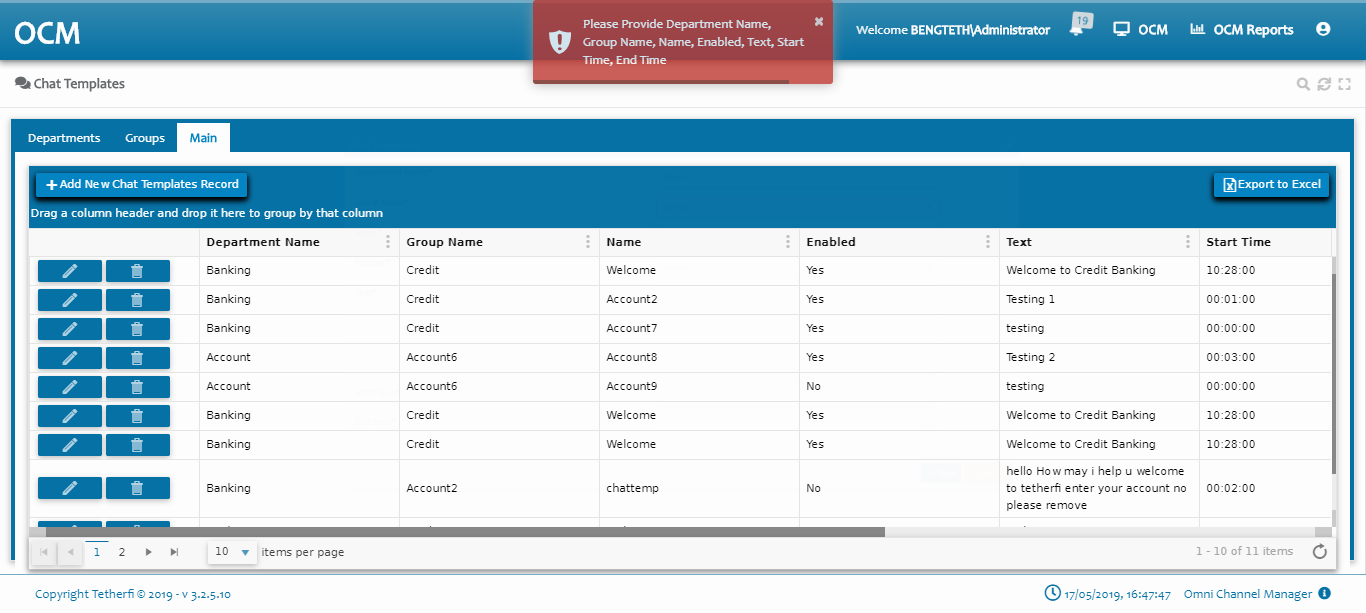 OCM
Please Provide Department Name,
Group Name, Name, Enabled, Text, Start
Time, End Time
Welcome BENGTETH\Administrator
19
OCM
OCM Reports
Chat Templates
Departments
Groups
Main
Add New Chat Templates Record
Export to Excel
Drag a column header and drop it here to group by that column
Department Name Group Name Name Enabled Text Start Time
Banking Credit Welcome Yes Welcome to Credit Banking 10:28:00
Banking Credit Account2 Yes Testing 1 00:01:00
Banking Credit Account7 Yes testing 00:00:00
Account Account6 Account8 Yes Testing 2 00:03:00
Account Account6 Account9 No testing 00:00:00
Banking Credit Welcome Yes Welcome to Credit Banking 10:28:00
Banking Credit Welcome Yes Welcome to Credit Banking 10:28:00
Banking Account2 chattemp No hello How may i help u welcome
to tetherfi enter your account no
please remove
00:02:00
1 2 10 items per page 1 - 10 of 11 items
Copyright Tetherfi © 2019 - v 3.2.5.10
17/05/2019, 16:47:47 Omni Channel Manager